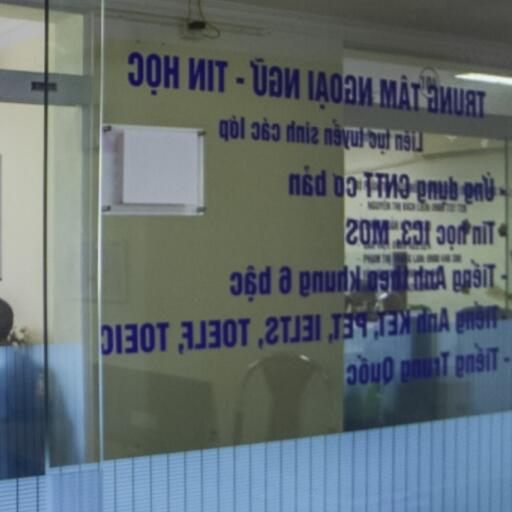 TRUNG TÂM NGOẠI NGỮ - TIN HỌC
Liên tục tuyển sinh các lớp
- Ứng dụng CNTT cơ bản
- Tin học IC3, MOS
- Tiếng Anh theo khung 6 bậc
- Tiếng Anh KET, PET, IELTS, TOELF, TOEIC
- Tiếng Trung Quốc